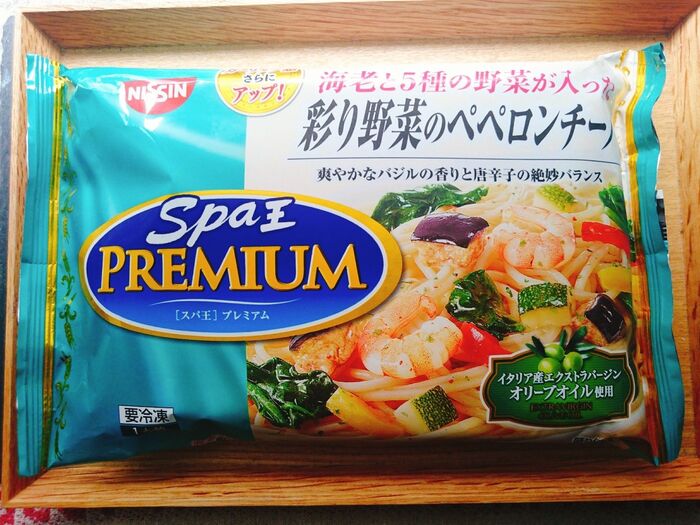 NISSIN
さらに
アップ!
海老と5種の野菜が入った
彩り野菜のペペロンチー
爽やかなバジルの香りと唐辛子の絶妙バランス
Spa王
PREMIUM
［スパ王］プレミアム
イタリア産エクストラバージン
オリーブオイル使用
要冷凍